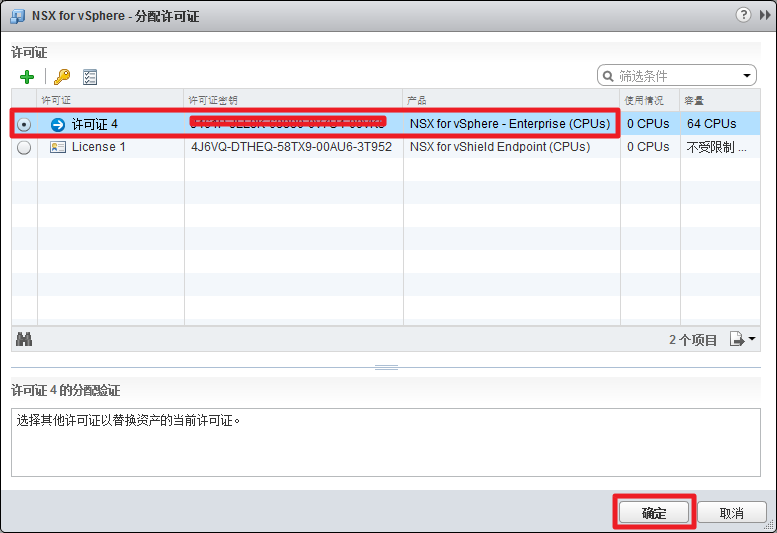 NSX for vSphere - 分配许可证
许可证
筛选条件
许可证 许可证密钥 产品 使用情况 容量
许可证 4 NSX for vSphere - Enterprise (CPUs) 0 CPUs 64 CPUs
License 1 4J6VQ-DTHEQ-58TX9-00AU6-3T952 NSX for vShield Endpoint (CPUs) 0 CPUs 不受限制 ...
2 个项目
许可证 4 的分配验证
选择其他许可证以替换资产的当前许可证。
确定 取消